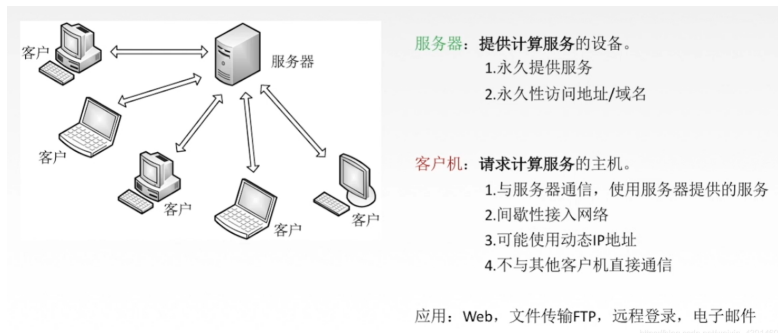 客户
服务器
客户
客户
客户
客户
服务器：提供计算服务的设备。
1.永久提供服务
2.永久性访问地址/域名
客户机：请求计算服务的主机。
1.与服务器通信，使用服务器提供的服务
2.间歇性接入网络
3.可能使用动态IP地址
4.不与其他客户机直接通信
应用：Web，文件传输FTP，远程登录，电子邮件